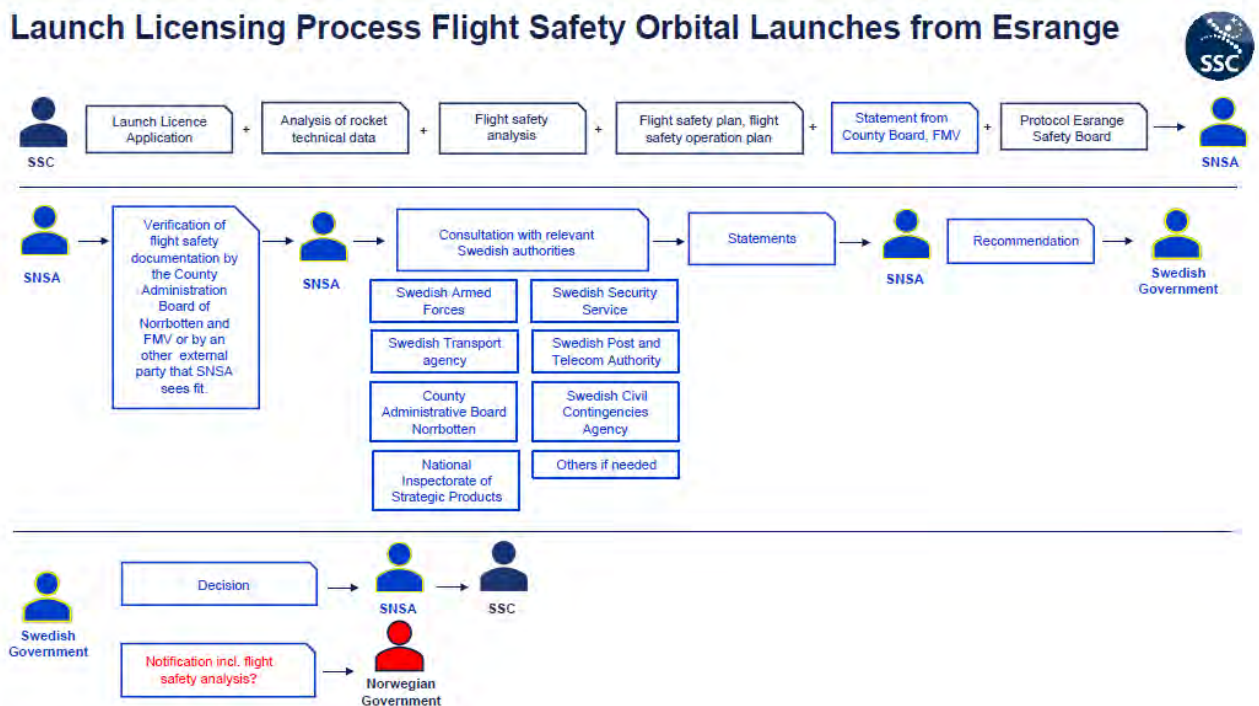 Launch Licensing Process Flight Safety Orbital Launches from Esrange
SSC
SSC
Launch Licence
Application
+
Analysis of rocket
technical data
+
Flight safety
analysis
+
Flight safety plan, flight
safety operation plan
+
Statement from
County Board, FMV
+
Protocol Esrange
Safety Board
SNSA
SNSA
Verification of
flight safety
documentation by
the County
Administration
Board of
Norrbotten and
FMV or by an
other external
party that SNSA
sees fit.
SNSA
Consultation with relevant
Swedish authorities
Swedish Armed
Forces
Swedish Security
Service
Swedish Transport
agency
Swedish Post and
Telecom Authority
County
Administrative Board
Norrbotten
Swedish Civil
Contingencies
Agency
National
Inspectorate of
Strategic Products
Others if needed
Statements
SNSA
Recommendation
Swedish
Government
Swedish
Government
Decision
SNSA
SSC
Notification incl. flight
safety analysis?
Norwegian
Government